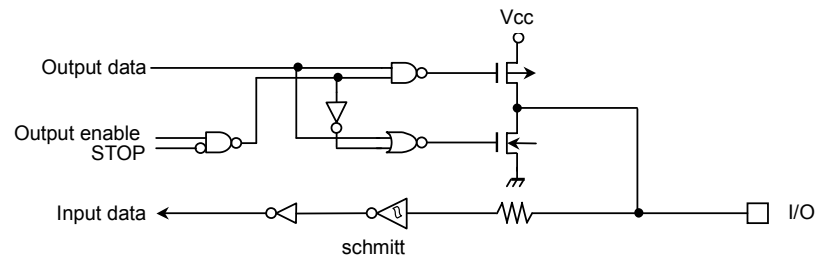 Vcc
Output data
Output enable
STOP
Input data
I/O
schmitt